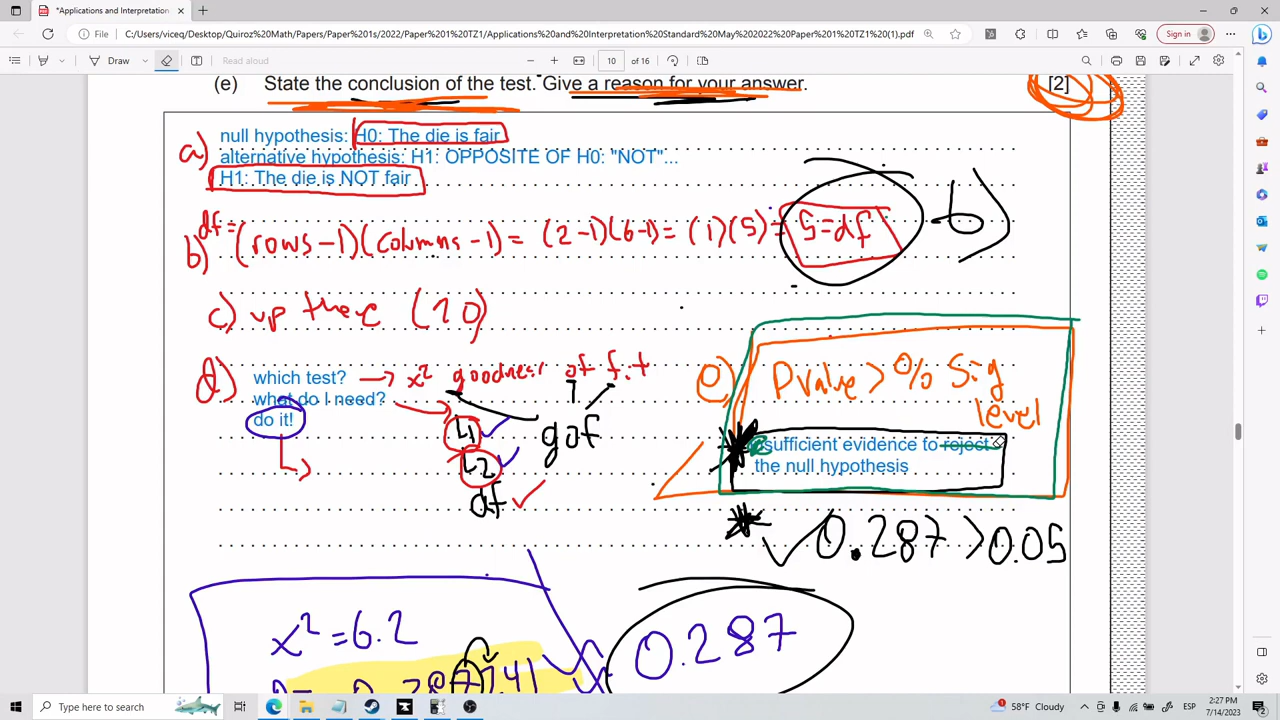 *Applications and Interpretation
C:/Users/viceq/Desktop/Quiroz%20Math/Papers/Paper%201s/2022/Paper%201%20TZ1/Applications%20and%20Interpretation%20Standard%20May%202022%20Paper%201%20TZ1%20(1).pdf
Sign in
Draw
Read aloud
10 of 16
(e) State the conclusion of the test. Give a reason for your answer. [2]
a) null hypothesis: H0: The die is fair
alternative hypothesis: H1: OPPOSITE OF H0: "NOT"...
H1: The die is NOT fair
b) df = (rows -1)(columns -1) = (2-1)(6-1) = (1)(5) = 5=df - b)
c) up there (10)
d) which test? → x² goodness of fit
what do I need? L1 gof
do it! L2
df
e) Pvalue > % Sig level
sufficient evidence to reject
the null hypothesis
0.287 > 0.05
x² = 6.2
0.287
Type here to search
58°F Cloudy
ESP
2:27 PM
7/14/2023